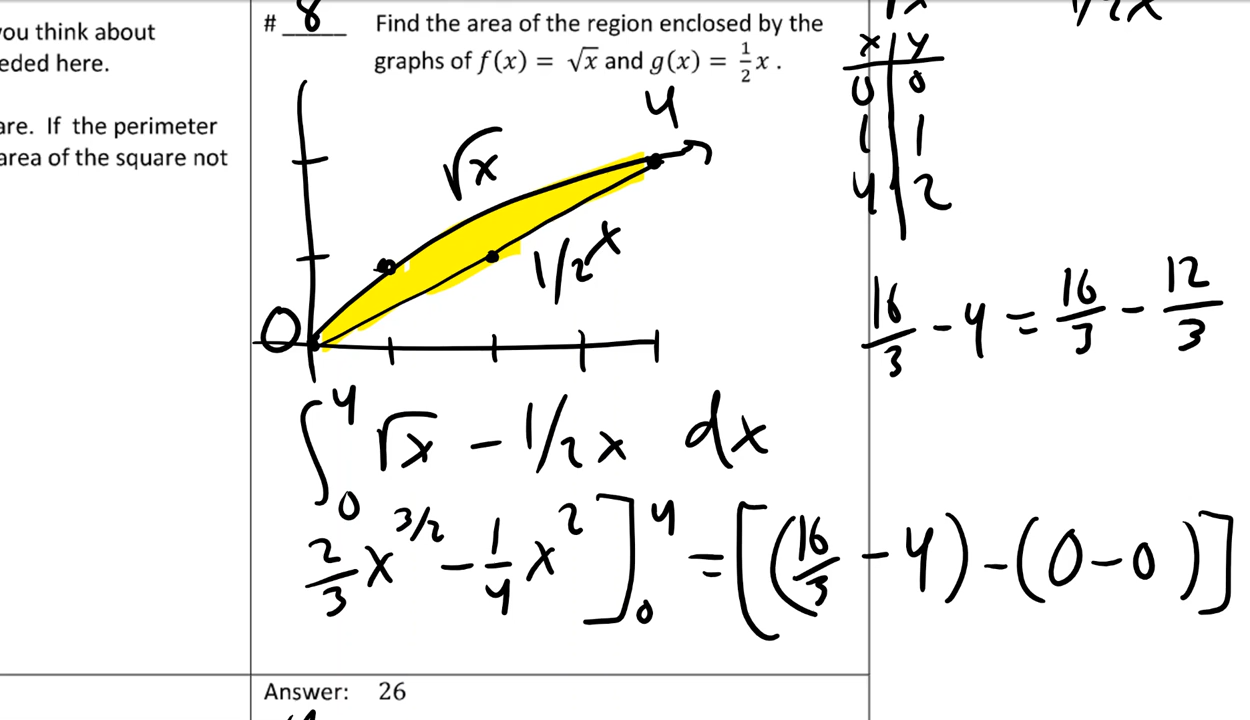 you think about
eded here.
are. If the perimeter
area of the square not
# 8 Find the area of the region enclosed by the
graphs of f(x) = √x and g(x) = 1/2 x .
x | y
0 | 0
1 | 1
4 | 2
4
√x
1/2x
0
16/3 - 4 = 16/3 - 12/3
∫₀⁴ √x - 1/2x dx
2/3 x^3/2 - 1/4 x^2 ]₀⁴ = [(16/3 - 4) - (0-0)]
Answer: 26